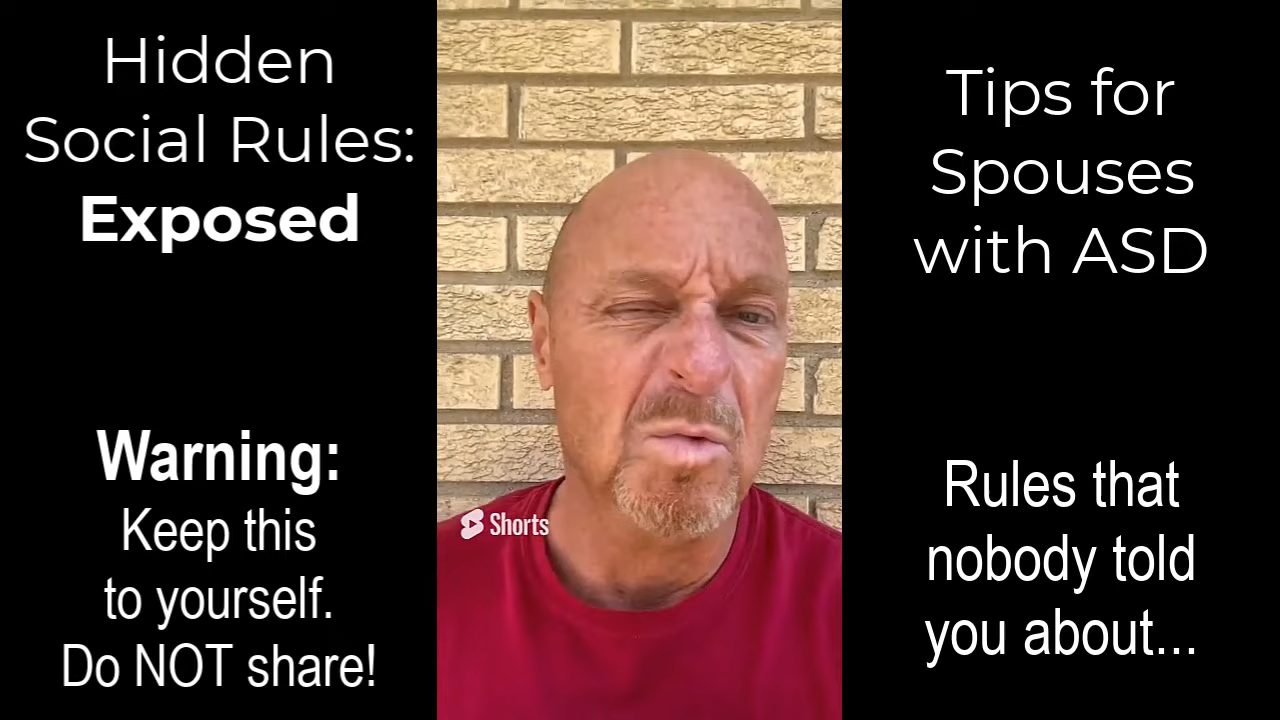 Hidden
Social Rules:
Exposed
Warning:
Keep this
to yourself.
Do NOT share!
Shorts
Tips for
Spouses
with ASD
Rules that
nobody told
you about...